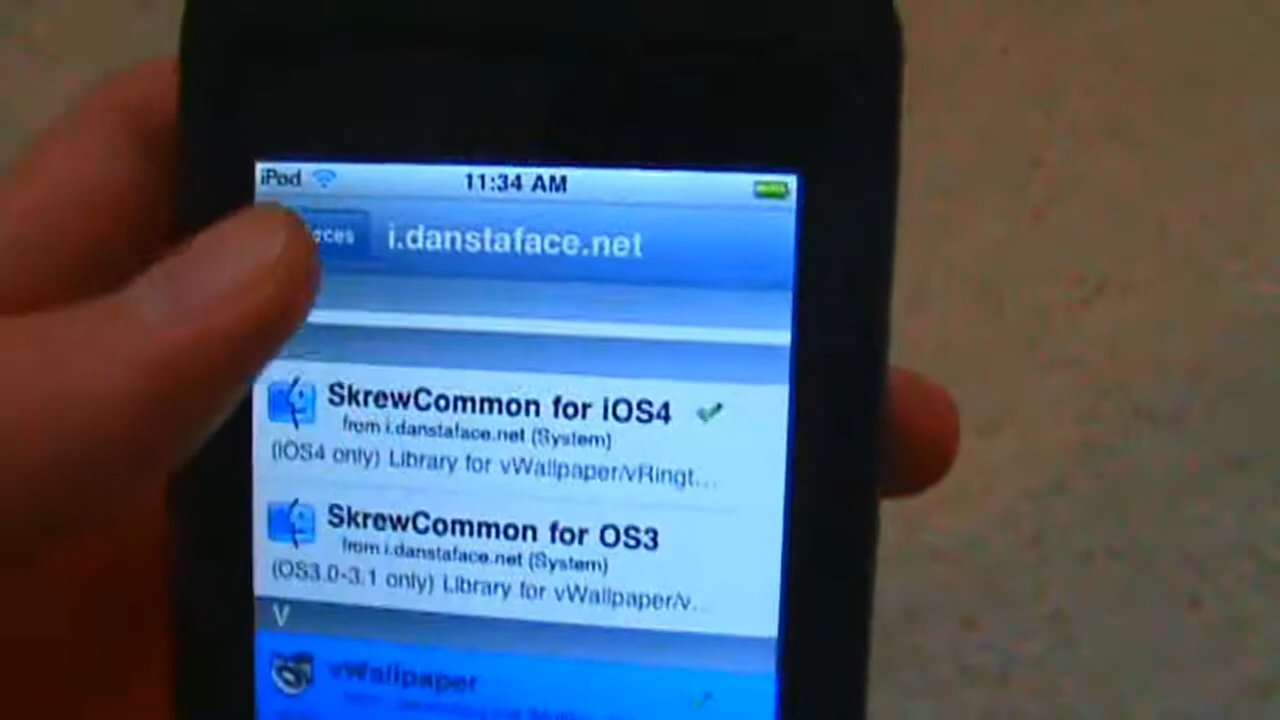 iPod 11:34 AM
i.danstaface.net
SkrewCommon for iOS4
from i.danstaface.net (System)
(iOS4 only) Library for vWallpaper/vRingt...
SkrewCommon for OS3
from i.danstaface.net (System)
(OS3.0-3.1 only) Library for vWallpaper/v...
V
vWallpaper